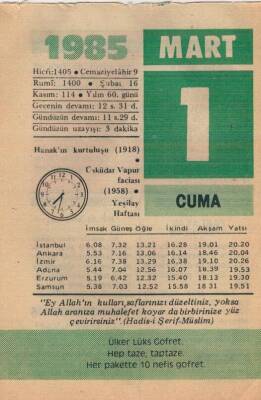 1985
MART
Hicrî:1405 ● Cemaziyelâhir 9
Rumî: 1400 ● Şubat 16
Kasım: 114 ● Yılın 60. günü
Gecenin devamı: 12 s. 31 d.
Gündüzün devamı: 11 s.29 d.
Gündüzün uzayışı: 3 dakika
1
CUMA
Hanak'ın kurtuluşu (1918)
●
Üsküdar Vapur
faciası
(1958) ●
Yeşilay
Haftası
İmsak Güneş Öğle İkindi Akşam Yatsı
İstanbul 6.08 7.32 13.21 16.28 19.01 20.20
Ankara 5.53 7.16 13.06 16.14 18.46 20.04
İzmir 6.16 7.38 13.29 16.38 19.10 20.26
Adana 5.44 7.04 12.56 16.07 18.39 19.53
Erzurum 5.19 6.42 12.32 15.40 18.13 19.30
Samsun 5.38 7.03 12.52 15.58 18.31 19.51
"Ey Allah'ın kulları, saflarınızı düzeltiniz, yoksa
Allah aranıza muhalefet koyar da birbirinize yüz
çevirirsiniz". (Hadis-i Şerif-Müslim)
Ülker Lüks Gofret.
Hep taze, taptaze.
Her pakette 10 nefis gofret.